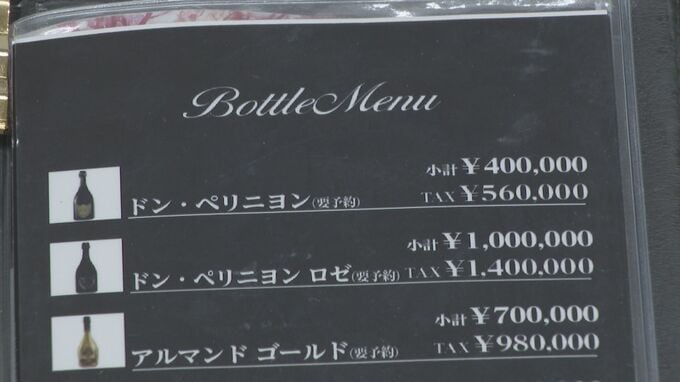 Bottle Menu
小計 ¥400,000
ドン・ペリニヨン(要予約) TAX ¥560,000
小計 ¥1,000,000
ドン・ペリニヨン ロゼ(要予約) TAX ¥1,400,000
小計 ¥700,000
アルマンド ゴールド(要予約) TAX ¥980,000